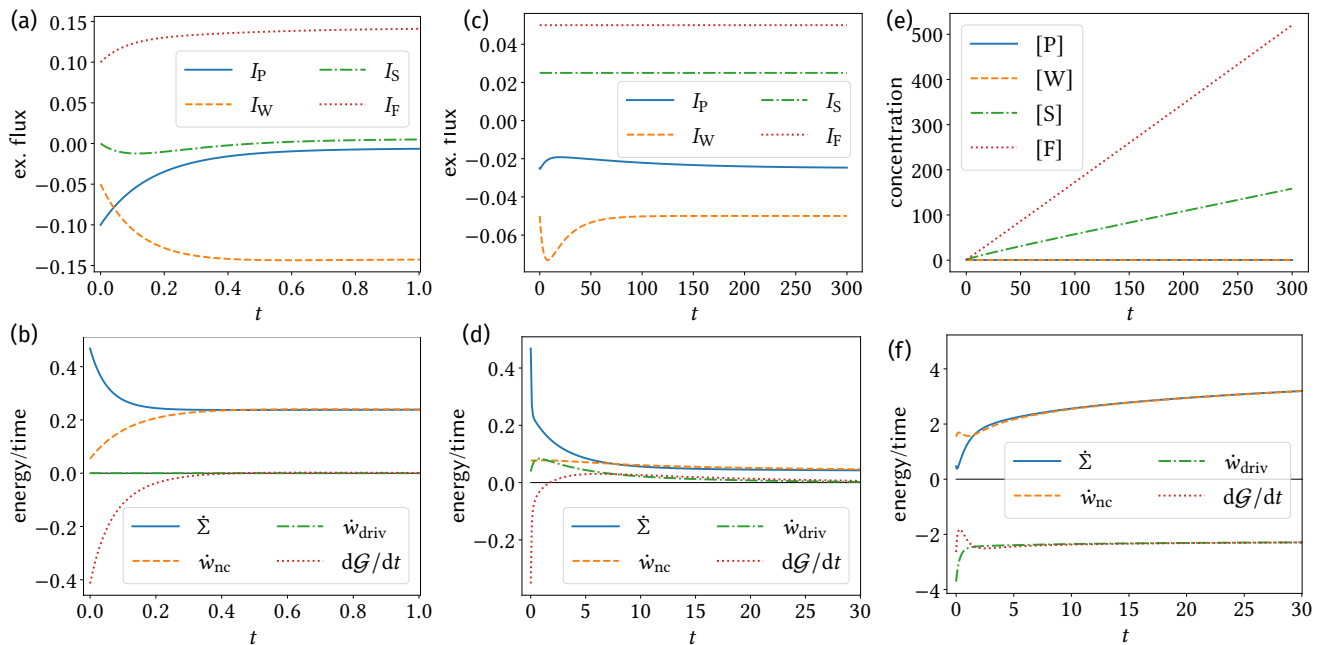 (a)
0.15
0.10
0.05
0.00
−0.05
−0.10
−0.15
ex. flux
I_P
I_W
I_S
I_F
0.0 0.2 0.4 0.6 0.8 1.0
t
(c)
0.04
0.02
0.00
−0.02
−0.04
−0.06
ex. flux
I_P
I_W
I_S
I_F
0 50 100 150 200 250 300
t
(e)
500
400
300
200
100
0
concentration
[P]
[W]
[S]
[F]
0 50 100 150 200 250 300
t
(b)
0.4
0.2
0.0
−0.2
−0.4
energy/time
Σ̇
ẇ_nc
ẇ_driv
d𝒢/dt
0.0 0.2 0.4 0.6 0.8 1.0
t
(d)
0.4
0.2
0.0
−0.2
energy/time
Σ̇
ẇ_nc
ẇ_driv
d𝒢/dt
0 5 10 15 20 25 30
t
(f)
4
2
0
−2
−4
energy/time
Σ̇
ẇ_nc
ẇ_driv
d𝒢/dt
0 5 10 15 20 25 30
t